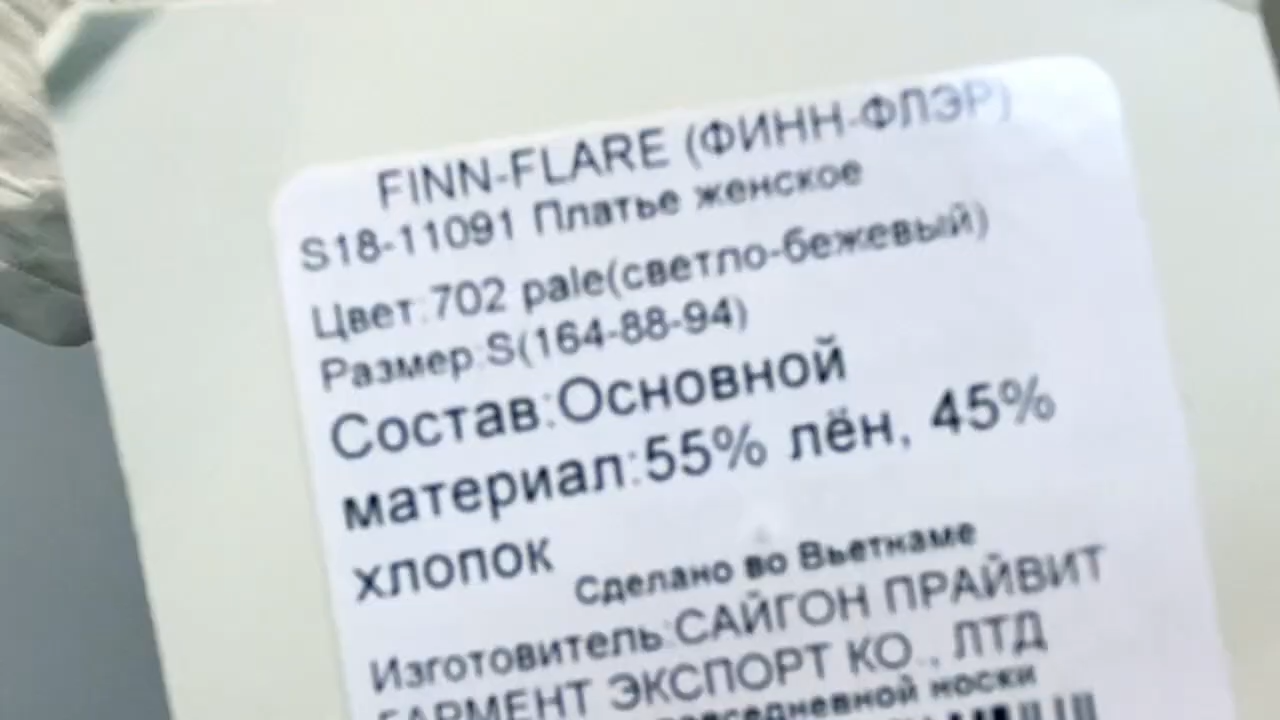 FINN-FLARE (ФИНН-ФЛЭР)
S18-11091 Платье женское
Цвет:702 pale(светло-бежевый)
Размер:S(164-88-94)
Состав:Основной
материал:55% лён, 45%
хлопок
Сделано во Вьетнаме
Изготовитель:САЙГОН ПРАЙВИТ
ГАРМЕНТ ЭКСПОРТ КО., ЛТД
повседневной носки